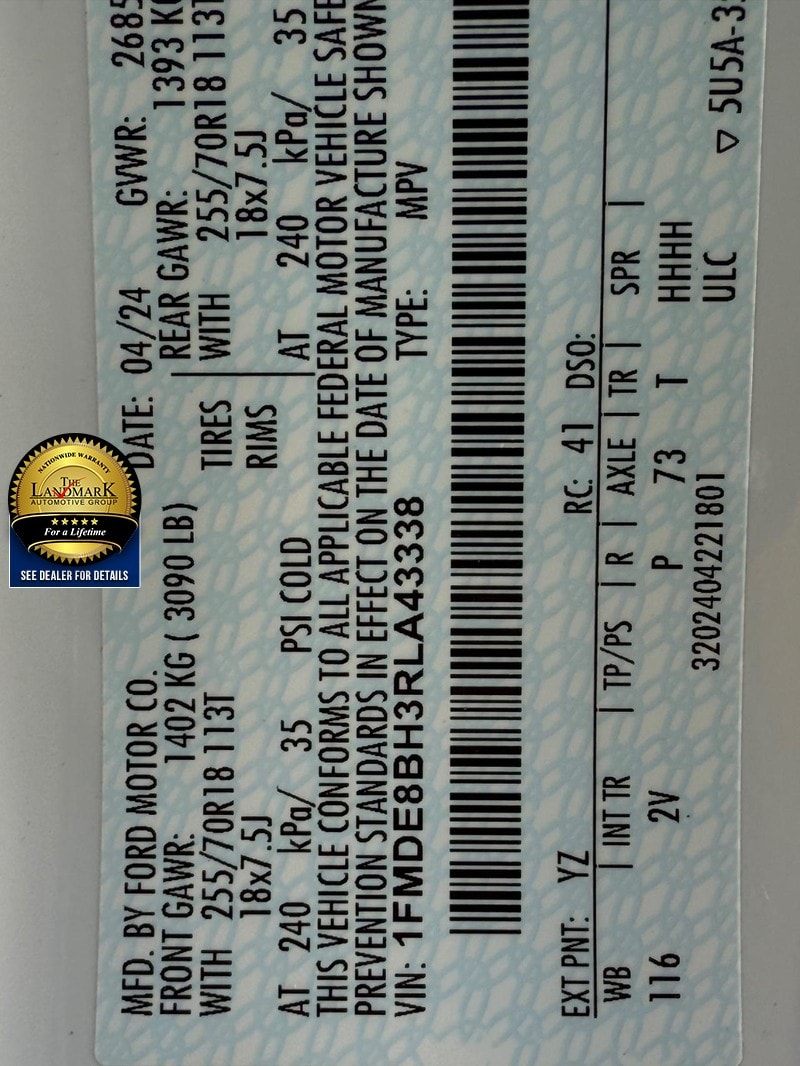 MFD. BY FORD MOTOR CO.
DATE: 04/24
GVWR: 2685
FRONT GAWR: 1402 KG ( 3090 LB)
REAR GAWR: 1393 KG
WITH 255/70R18 113T
TIRES
WITH 255/70R18 113T
18x7.5J
RIMS
18x7.5J
AT 240 kPa/ 35 PSI COLD
AT 240 kPa/ 35
THIS VEHICLE CONFORMS TO ALL APPLICABLE FEDERAL MOTOR VEHICLE SAFE
PREVENTION STANDARDS IN EFFECT ON THE DATE OF MANUFACTURE SHOWN
VIN: 1FMDE8BH3RLA43338
TYPE: MPV
EXT PNT: YZ
RC: 41 DSO:
WB | INT TR | TP/PS | R | AXLE | TR | SPR |
116 2V P 73 T HHHH
3202404221801 ULC
▽ 5U5A-3
NATIONWIDE WARRANTY
THE
LANDMARK
AUTOMOTIVE GROUP
★★★★★
For a Lifetime
SEE DEALER FOR DETAILS